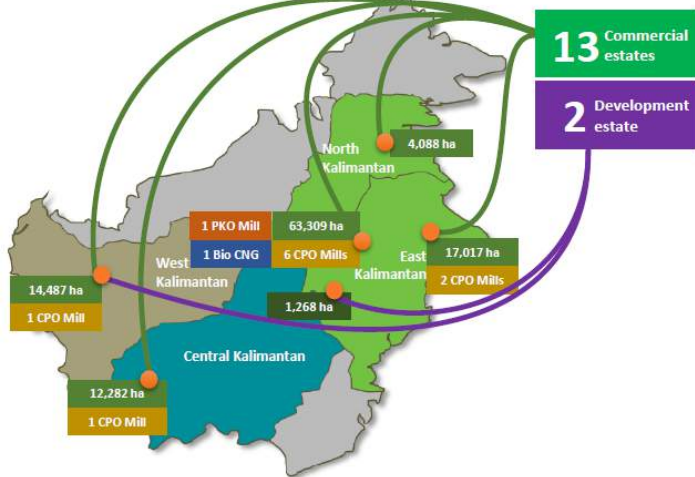 13 Commercial
estates
2 Development
estate
North
Kalimantan
4,088 ha
1 PKO Mill
63,309 ha
1 Bio CNG
6 CPO Mills
East
Kalimantan
17,017 ha
2 CPO Mills
West
Kalimantan
14,487 ha
1 CPO Mill
1,268 ha
Central Kalimantan
12,282 ha
1 CPO Mill